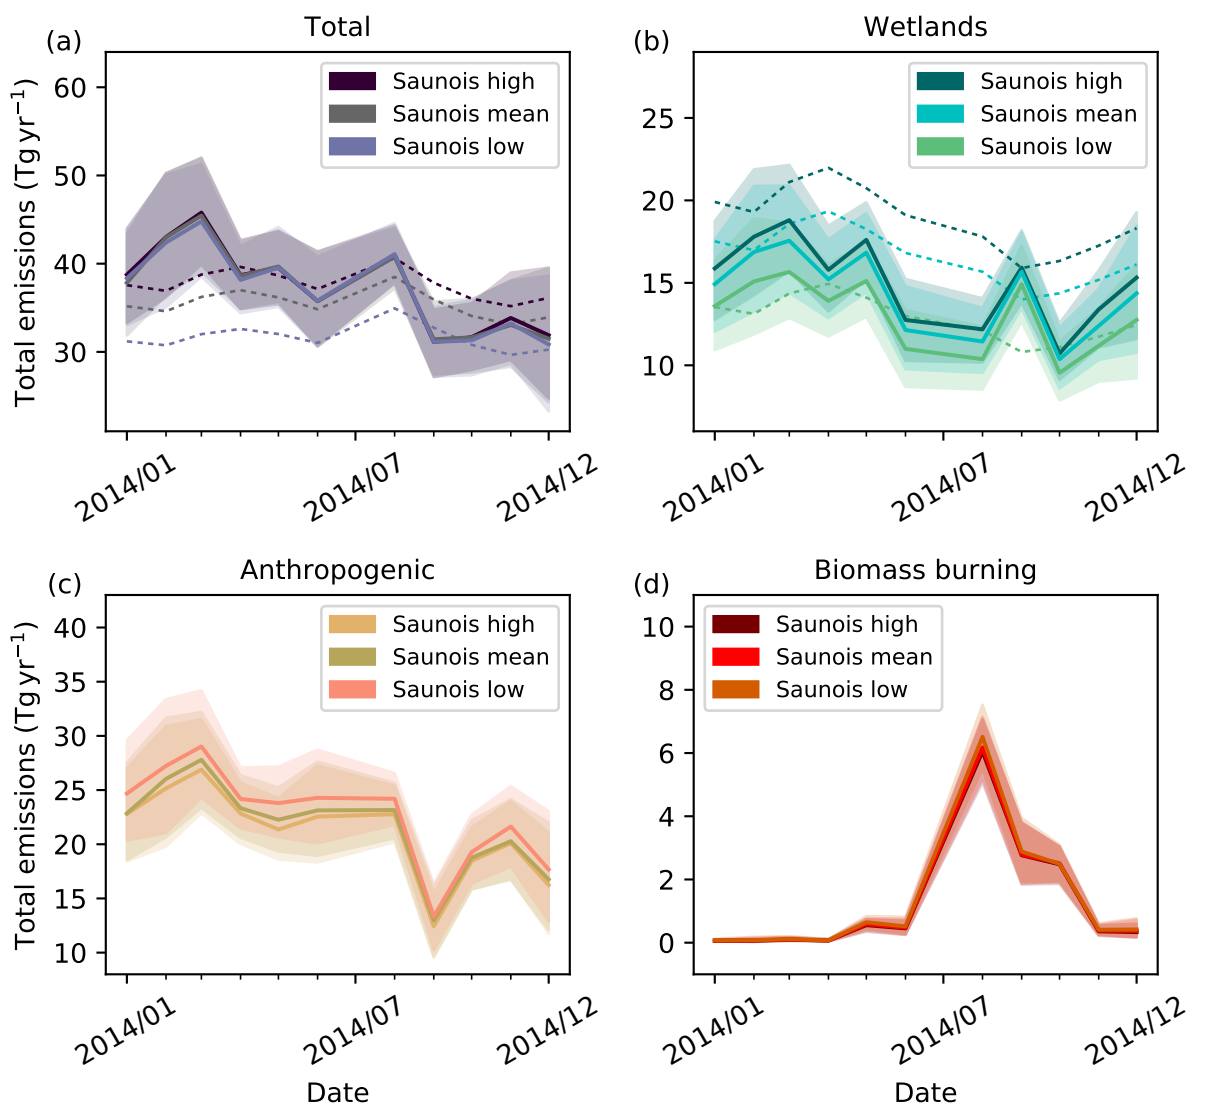 (a)
Total
Total emissions (Tg yr⁻¹)
60
50
40
30
Saunois high
Saunois mean
Saunois low
2014/01
2014/07
2014/12
(b)
Wetlands
25
20
15
10
Saunois high
Saunois mean
Saunois low
2014/01
2014/07
2014/12
(c)
Anthropogenic
Total emissions (Tg yr⁻¹)
40
35
30
25
20
15
10
Saunois high
Saunois mean
Saunois low
2014/01
2014/07
2014/12
Date
(d)
Biomass burning
10
8
6
4
2
0
Saunois high
Saunois mean
Saunois low
2014/01
2014/07
2014/12
Date